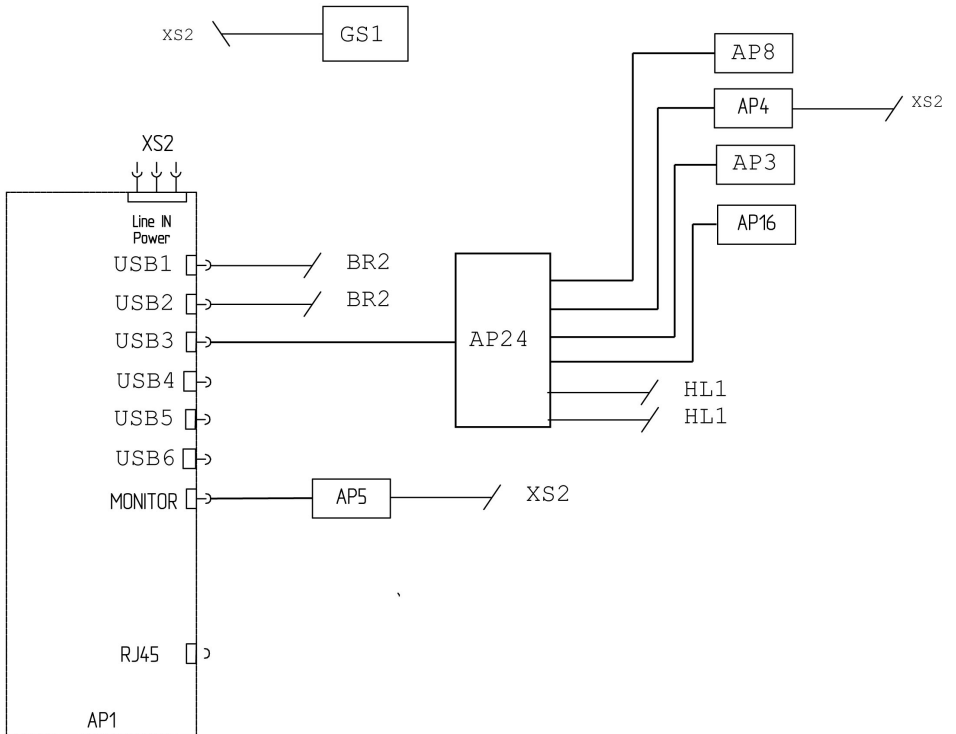 XS2
GS1
AP8
AP4
XS2
XS2
AP3
Line IN
Power
AP16
USB1
BR2
USB2
BR2
USB3
AP24
USB4
HL1
USB5
HL1
USB6
MONITOR
AP5
XS2
RJ45
AP1